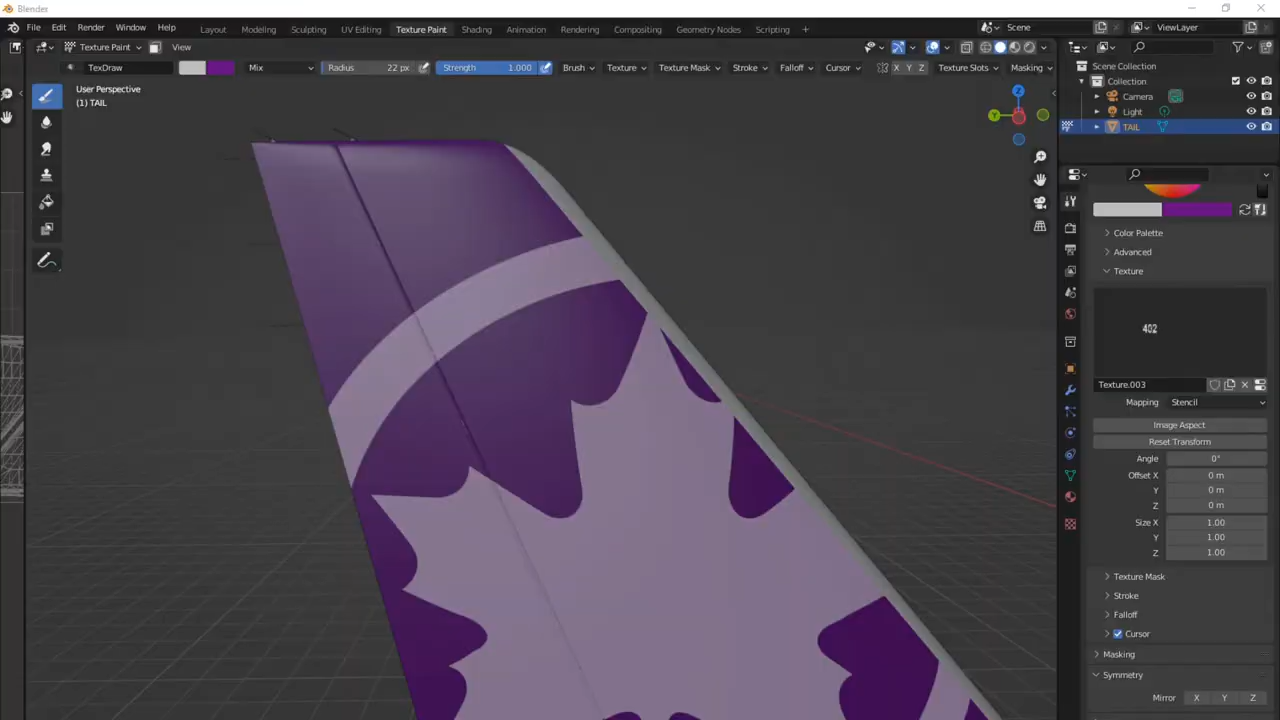 Blender
File Edit Render Window Help Layout Modeling Sculpting UV Editing Texture Paint Shading Animation Rendering Compositing Geometry Nodes Scripting + Scene ViewLayer
Texture Paint View
TexDraw Mix Radius 22 px Strength 1.000 Brush Texture Texture Mask Stroke Falloff Cursor X Y Z Texture Slots Masking
User Perspective
(1) TAIL
Z
Scene Collection
Collection
Camera
Light
TAIL
Color Palette
Advanced
Texture
402
Texture.003
Mapping Stencil
Image Aspect
Reset Transform
Angle 0°
Offset X 0 m
Y 0 m
Z 0 m
Size X 1.00
Y 1.00
Z 1.00
Texture Mask
Stroke
Falloff
Cursor
Masking
Symmetry
Mirror X Y Z